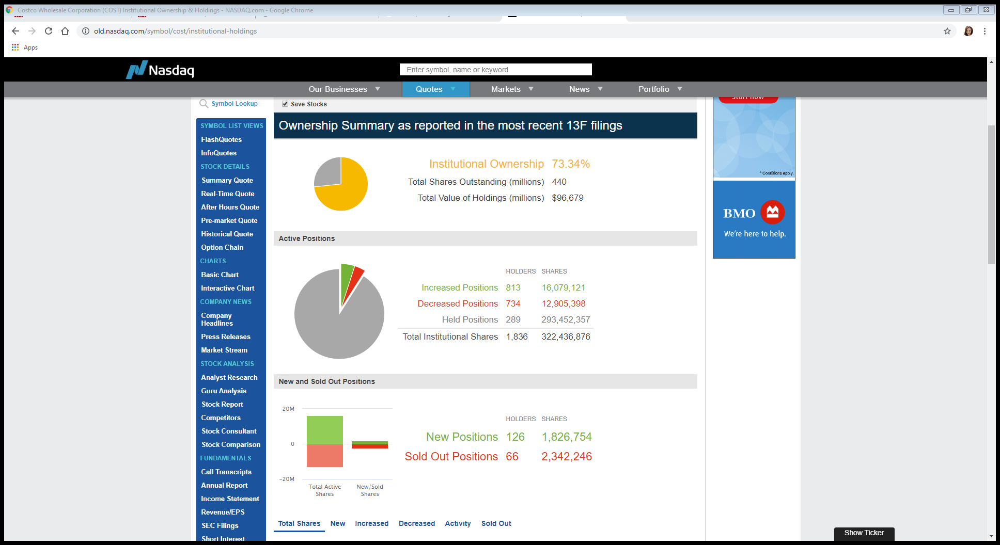 Costco Wholesale Corporation (COST) Institutional Ownership & Holdings - NASDAQ.com - Google Chrome
old.nasdaq.com/symbol/cost/institutional-holdings
Apps
Nasdaq
Enter symbol, name or keyword
Our Businesses Quotes Markets News Portfolio
Symbol Lookup
SYMBOL LIST VIEWS
FlashQuotes
InfoQuotes
STOCK DETAILS
Summary Quote
Real-Time Quote
After Hours Quote
Pre-market Quote
Historical Quote
Option Chain
CHARTS
Basic Chart
Interactive Chart
COMPANY NEWS
Company
Headlines
Press Releases
Market Stream
STOCK ANALYSIS
Analyst Research
Guru Analysis
Stock Report
Competitors
Stock Consultant
Stock Comparison
FUNDAMENTALS
Call Transcripts
Annual Report
Income Statement
Revenue/EPS
SEC Filings
Short Interest
Save Stocks
Ownership Summary as reported in the most recent 13F filings
Institutional Ownership 73.34%
Total Shares Outstanding (millions) 440
Total Value of Holdings (millions) $96,679
Active Positions
HOLDERS SHARES
Increased Positions 813 16,079,121
Decreased Positions 734 12,905,398
Held Positions 289 293,452,357
Total Institutional Shares 1,836 322,436,876
New and Sold Out Positions
20M
0
-20M
Total Active
Shares
New/Sold
Shares
HOLDERS SHARES
New Positions 126 1,826,754
Sold Out Positions 66 2,342,246
Total Shares New Increased Decreased Activity Sold Out
Start now
* Conditions apply.
BMO
We're here to help.
Show Ticker